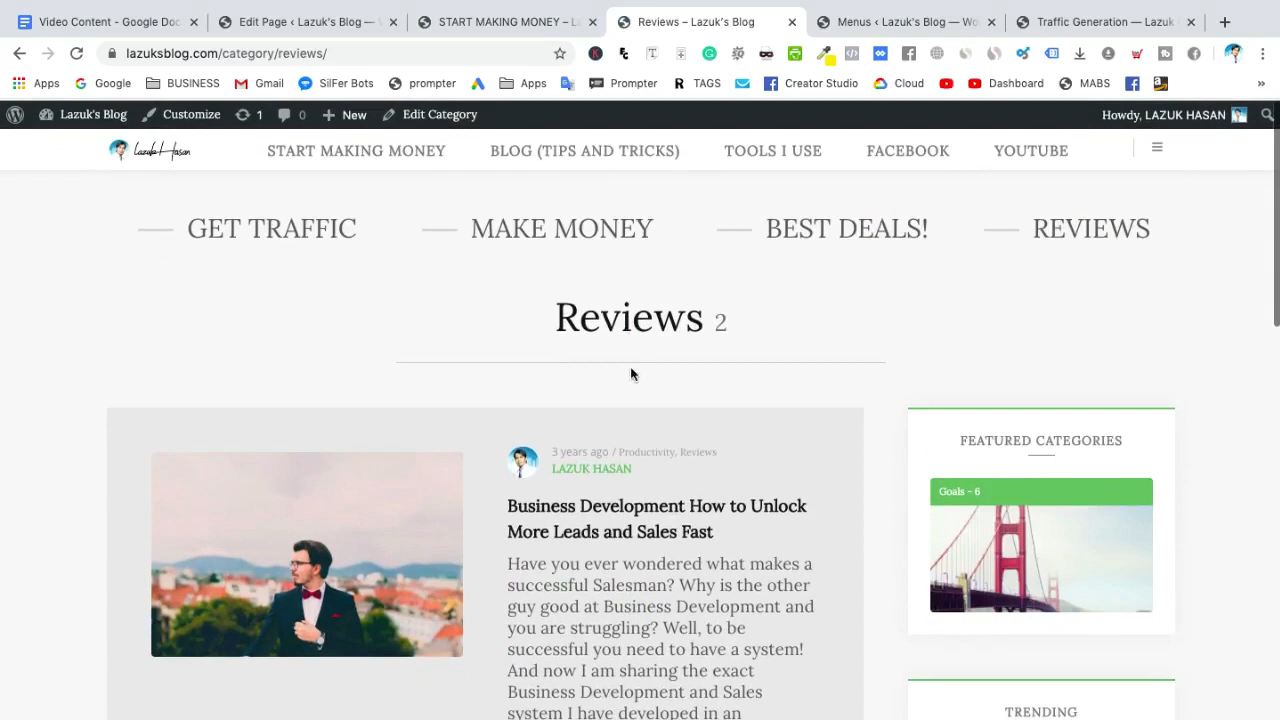 Video Content - Google Doc
Edit Page ‹ Lazuk's Blog —
START MAKING MONEY – L
Reviews – Lazuk's Blog
Menus ‹ Lazuk's Blog — Wo
Traffic Generation — Lazuk
lazuksblog.com/category/reviews/
Apps
Google
BUSINESS
Gmail
SilFer Bots
prompter
Apps
Prompter
TAGS
Creator Studio
Cloud
Dashboard
MABS
Lazuk's Blog
Customize
1
0
New
Edit Category
Howdy, LAZUK HASAN
Lazuk Hasan
START MAKING MONEY
BLOG (TIPS AND TRICKS)
TOOLS I USE
FACEBOOK
YOUTUBE
GET TRAFFIC
MAKE MONEY
BEST DEALS!
REVIEWS
Reviews 2
3 years ago / Productivity, Reviews
LAZUK HASAN
Business Development How to Unlock
More Leads and Sales Fast
Have you ever wondered what makes a
successful Salesman? Why is the other
guy good at Business Development and
you are struggling? Well, to be
successful you need to have a system!
And now I am sharing the exact
Business Development and Sales
system I have developed in an
FEATURED CATEGORIES
Goals - 6
TRENDING